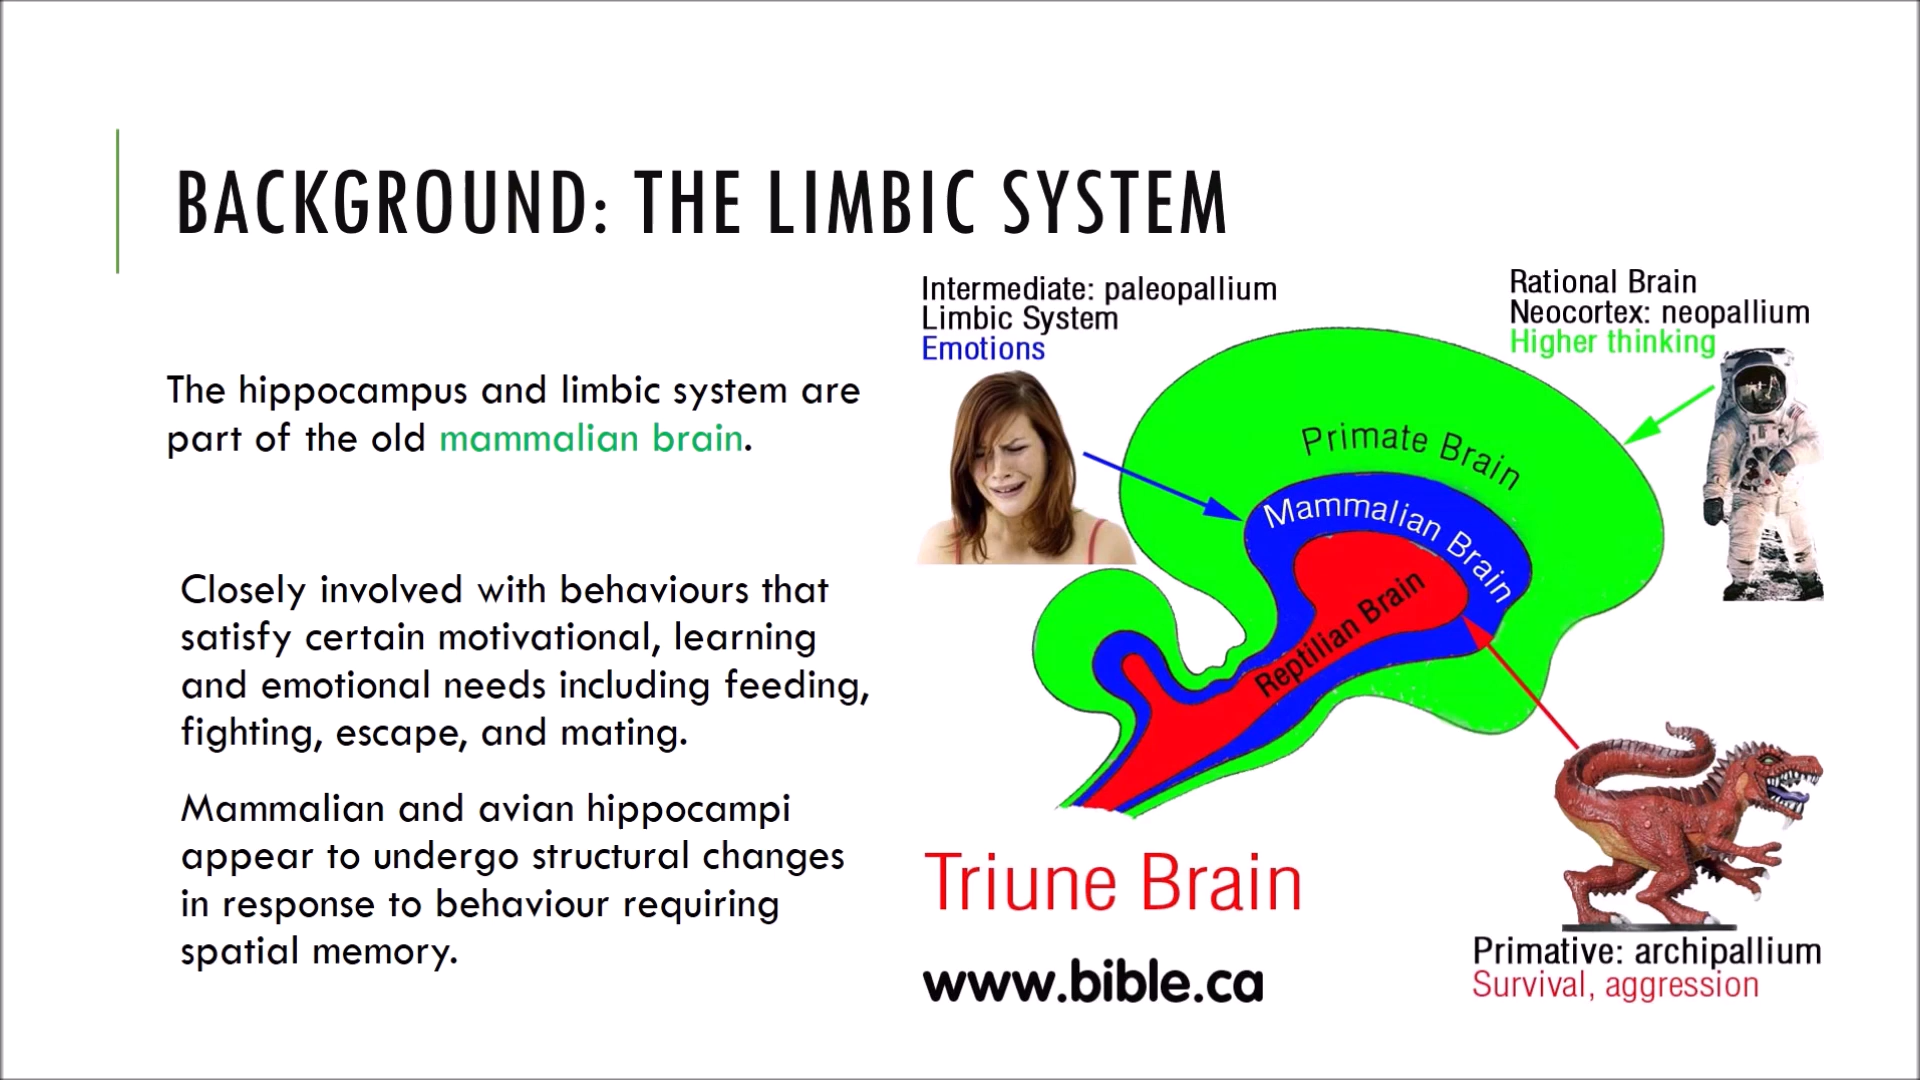 BACKGROUND: THE LIMBIC SYSTEM
The hippocampus and limbic system are
part of the old mammalian brain.
Closely involved with behaviours that
satisfy certain motivational, learning
and emotional needs including feeding,
fighting, escape, and mating.
Mammalian and avian hippocampi
appear to undergo structural changes
in response to behaviour requiring
spatial memory.
Intermediate: paleopallium
Limbic System
Emotions
Rational Brain
Neocortex: neopallium
Higher thinking
Primate Brain
Mammalian Brain
Reptilian Brain
Triune Brain
www.bible.ca
Primative: archipallium
Survival, aggression